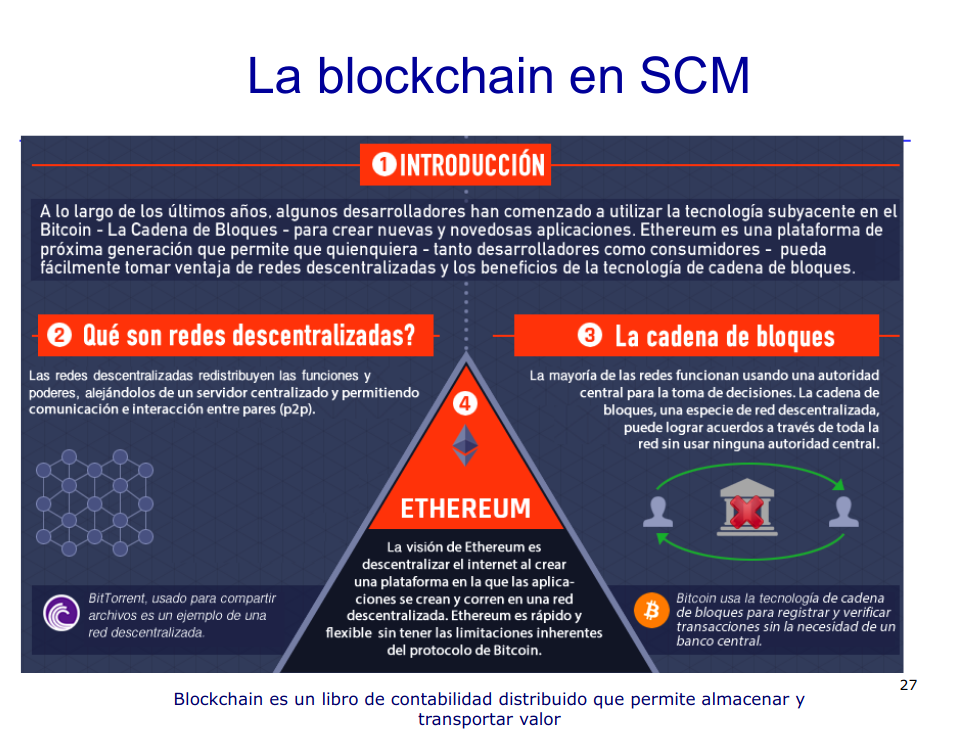 La blockchain en SCM
1 INTRODUCCIÓN
A lo largo de los últimos años, algunos desarrolladores han comenzado a utilizar la tecnología subyacente en el
Bitcoin - La Cadena de Bloques - para crear nuevas y novedosas aplicaciones. Ethereum es una plataforma de
próxima generación que permite que quienquiera - tanto desarrolladores como consumidores - pueda
fácilmente tomar ventaja de redes descentralizadas y los beneficios de la tecnología de cadena de bloques.
2 Qué son redes descentralizadas?
Las redes descentralizadas redistribuyen las funciones y
poderes, alejándolos de un servidor centralizado y permitiendo
comunicación e interacción entre pares (p2p).
BitTorrent, usado para compartir
archivos es un ejemplo de una
red descentralizada.
3 La cadena de bloques
La mayoría de las redes funcionan usando una autoridad
central para la toma de decisiones. La cadena de
bloques, una especie de red descentralizada,
puede lograr acuerdos a través de toda la
red sin usar ninguna autoridad central.
Bitcoin usa la tecnología de cadena
de bloques para registrar y verificar
transacciones sin la necesidad de un
banco central.
4
ETHEREUM
La visión de Ethereum es
descentralizar el internet al crear
una plataforma en la que las aplica-
ciones se crean y corren en una red
descentralizada. Ethereum es rápido y
flexible sin tener las limitaciones inherentes
del protocolo de Bitcoin.
27
Blockchain es un libro de contabilidad distribuido que permite almacenar y
transportar valor